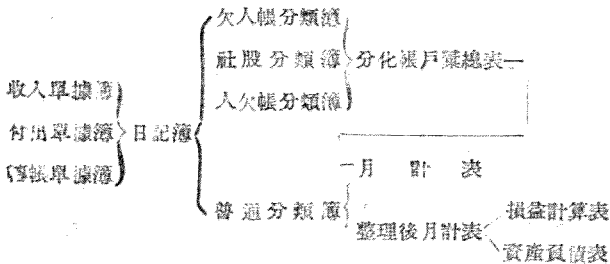 欠人帳分類簿
社股分類簿
分化帳戶彙總表
收入單據簿
人欠帳分類簿
付出單據簿
日記簿
轉帳單據簿
月計表
普通分類簿
損益計算表
整理後月計表
資產負債表